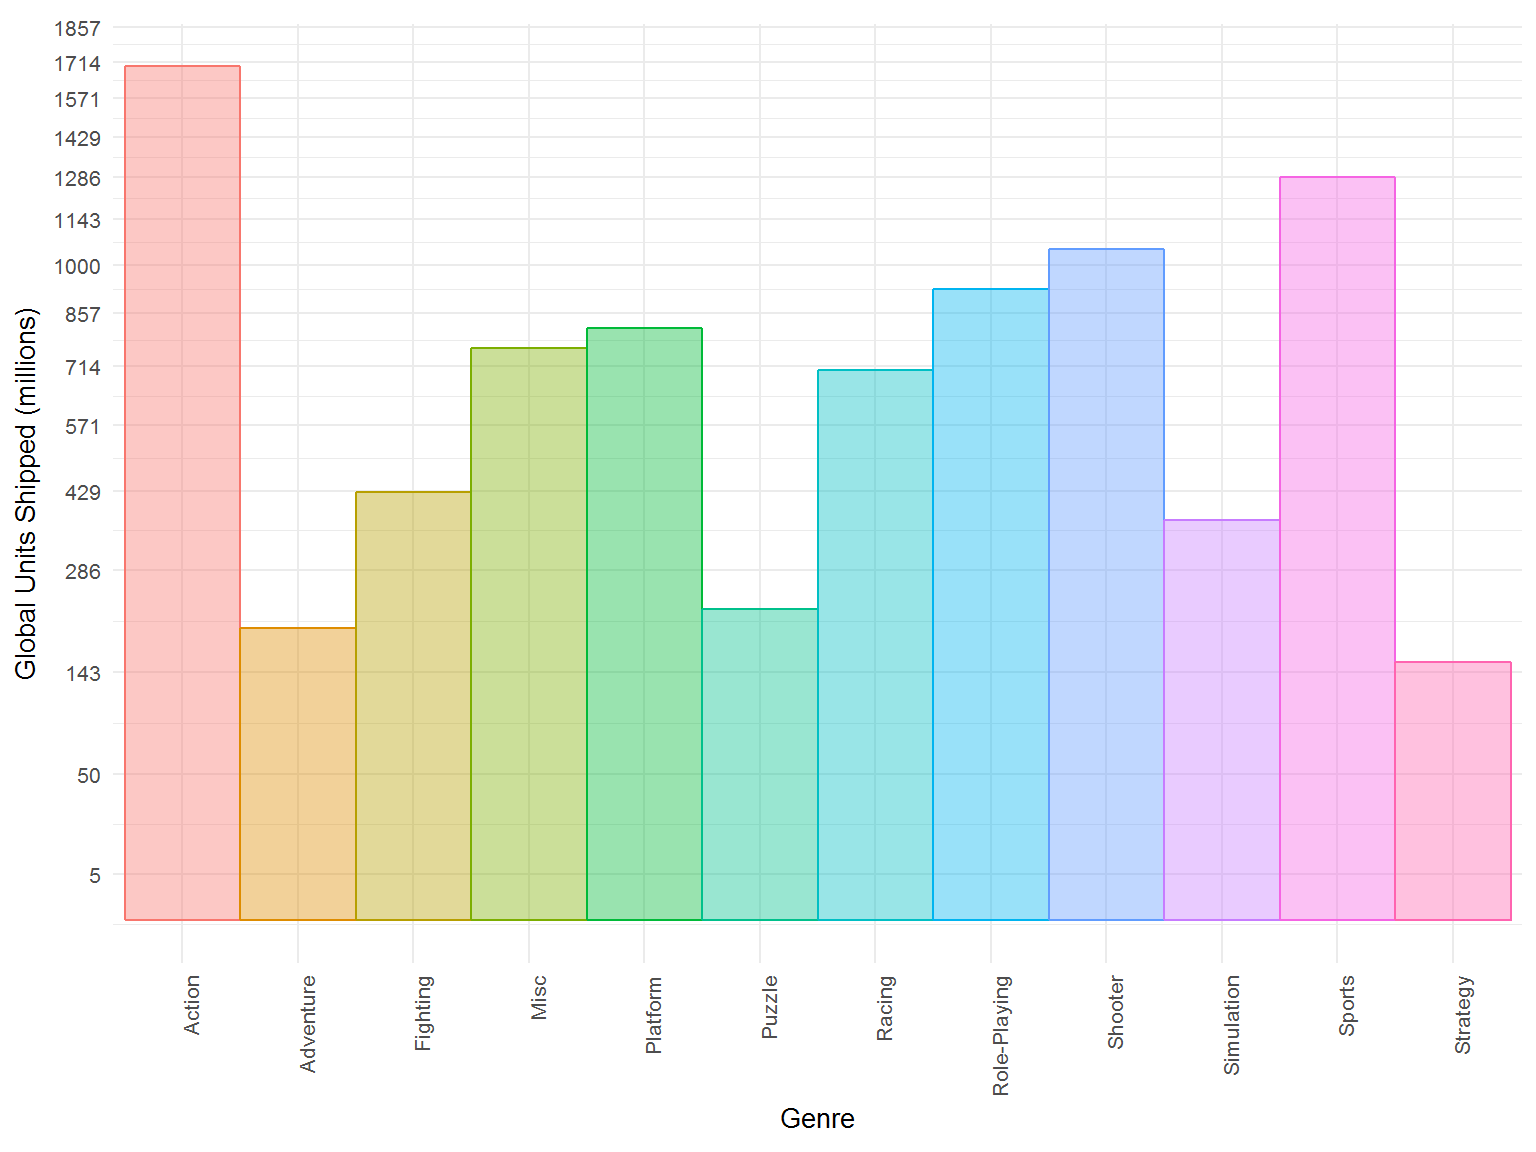 1857
1714
1571
1429
1286
1143
1000
857
714
571
429
286
143
50
5
Global Units Shipped (millions)
Action
Adventure
Fighting
Misc
Platform
Puzzle
Racing
Role-Playing
Shooter
Simulation
Sports
Strategy
Genre